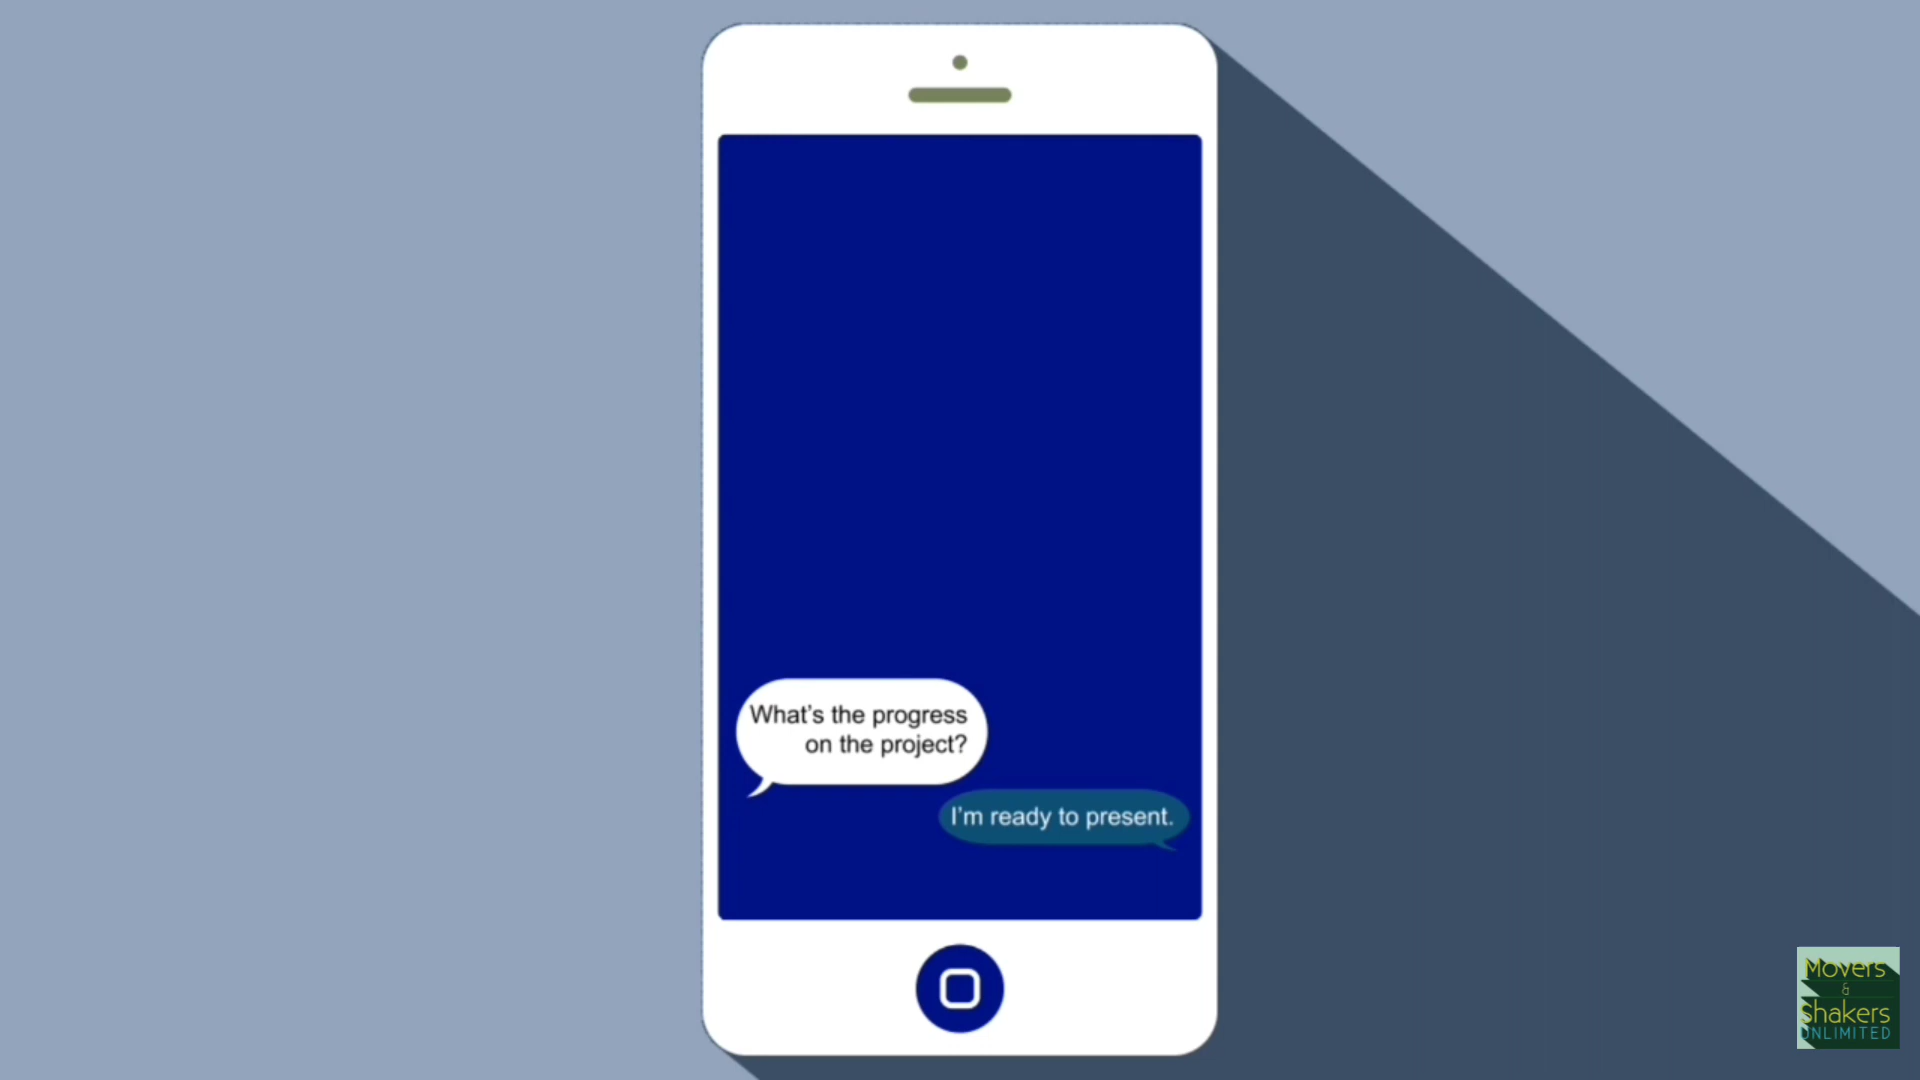 What's the progress
on the project?
I'm ready to present.
Movers
&
Shakers
UNLIMITED